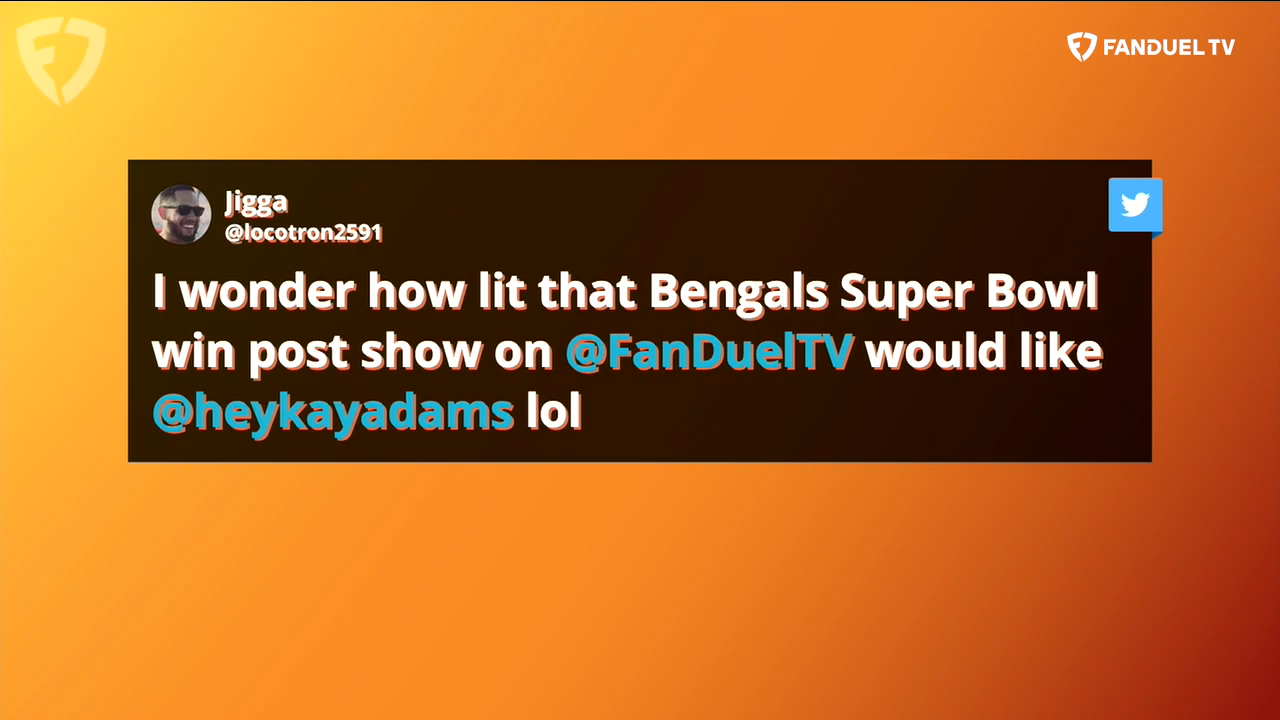 FANDUEL TV
Jigga
@locotron2591
I wonder how lit that Bengals Super Bowl
win post show on @FanDuelTV would like
@heykayadams lol